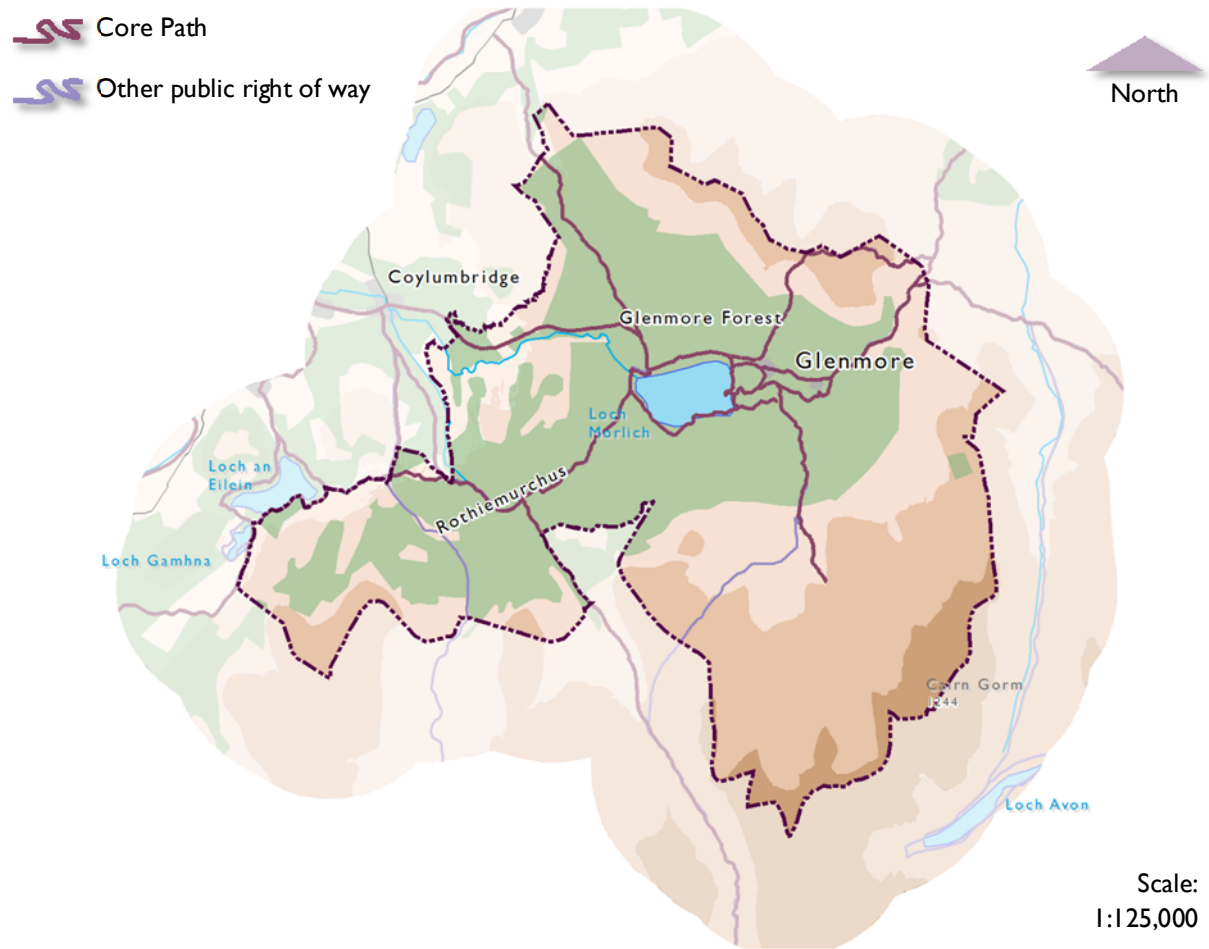 Core Path
Other public right of way
North
Coylumbridge
Glenmore Forest
Glenmore
Loch
Morlich
Loch an
Eilein
Rothiemurchus
Loch Gamhna
Cairn Gorm
1244
Loch Avon
Scale:
1:125,000